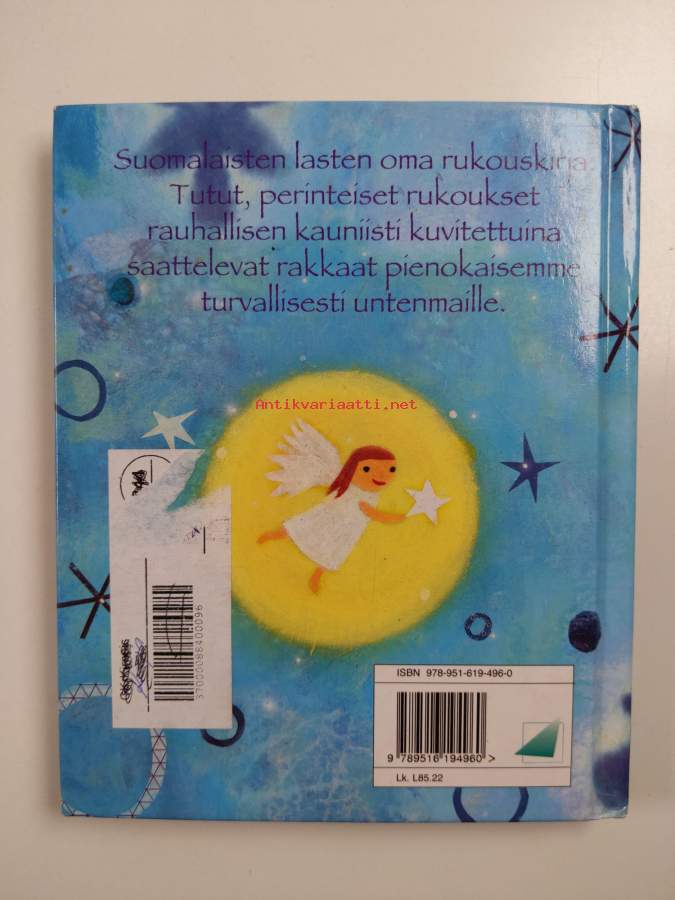 Suomalaisten lasten oma rukouskirja.
Tutut, perinteiset rukoukset
rauhallisen kauniisti kuvitettuina
saattelevat rakkaat pienokaisemme
turvallisesti untenmaille.
Antikvariaatti.net
37000088400096
ISBN 978-951-619-496-0
9 789516 194960 >
Lk. L85.22